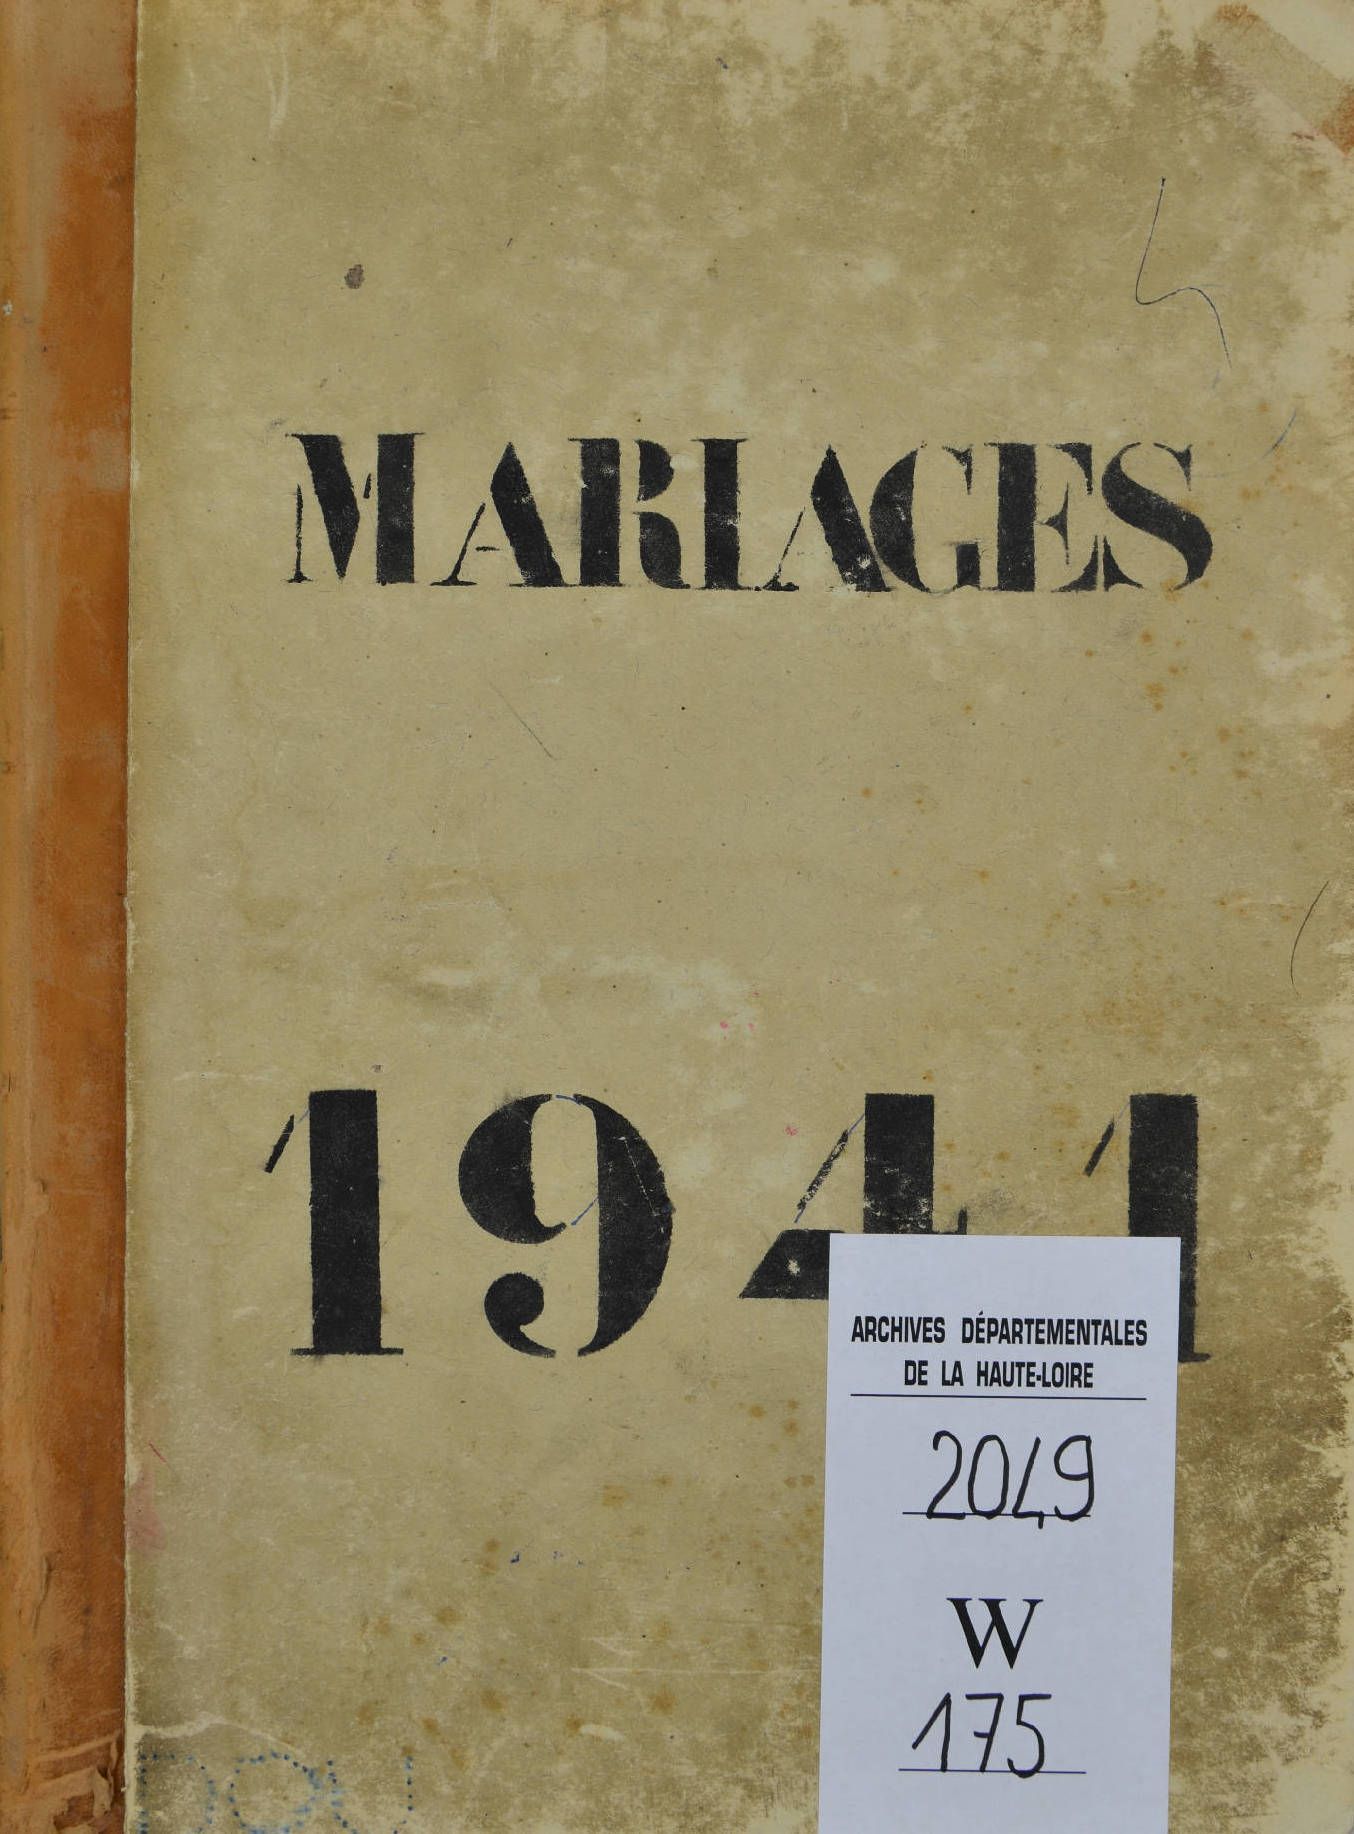 MARIAGES
1941
ARCHIVES DÉPARTEMENTALES
DE LA HAUTE-LOIRE
2049
W
175